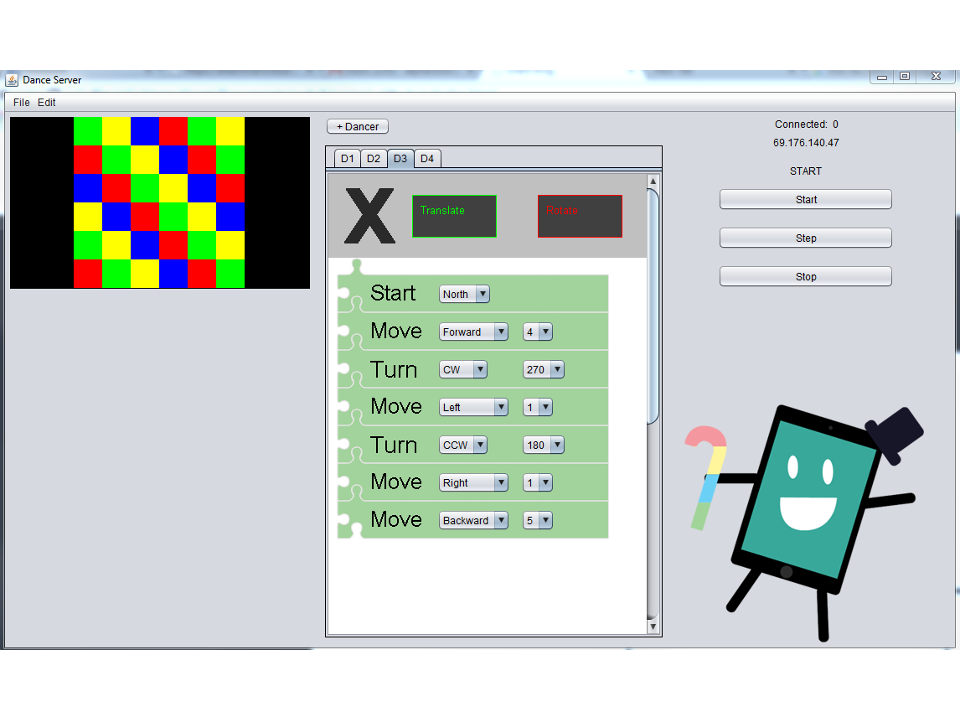 Dance Server
File Edit
+ Dancer
D1 D2 D3 D4
X Translate Rotate
Start North
Move Forward 4
Turn CW 270
Move Left 1
Turn CCW 180
Move Right 1
Move Backward 5
Connected: 0
69.176.140.47
START
Start
Step
Stop